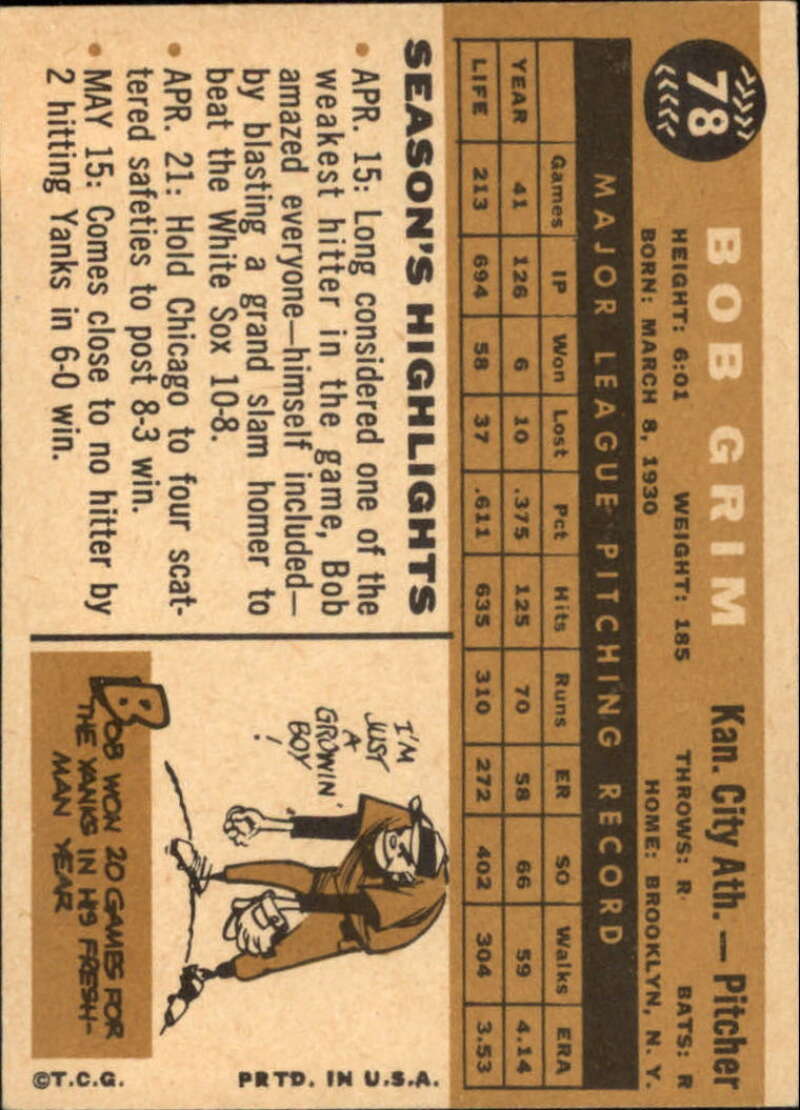 78
BOB GRIM Kan. City Ath. — Pitcher
HEIGHT: 6:01 WEIGHT: 185 THROWS: R BATS: R
BORN: MARCH 8, 1930 HOME: BROOKLYN, N. Y.
MAJOR LEAGUE PITCHING RECORD
Games IP Won Lost Pct Hits Runs ER SO Walks ERA
YEAR 41 126 6 10 .375 125 70 58 66 59 4.14
LIFE 213 694 58 37 .611 635 310 272 402 304 3.53
SEASON'S HIGHLIGHTS
• APR. 15: Long considered one of the
weakest hitter in the game, Bob
amazed everyone—himself included—
by blasting a grand slam homer to
beat the White Sox 10-8.
• APR. 21: Hold Chicago to four scat-
tered safeties to post 8-3 win.
• MAY 15: Comes close to no hitter by
2 hitting Yanks in 6-0 win.
I'M
JUST
A
GROWIN'
BOY
!
BOB WON 20 GAMES FOR
THE YANKS IN HIS FRESH-
MAN YEAR
©T.C.G. PRTD. IN U.S.A.